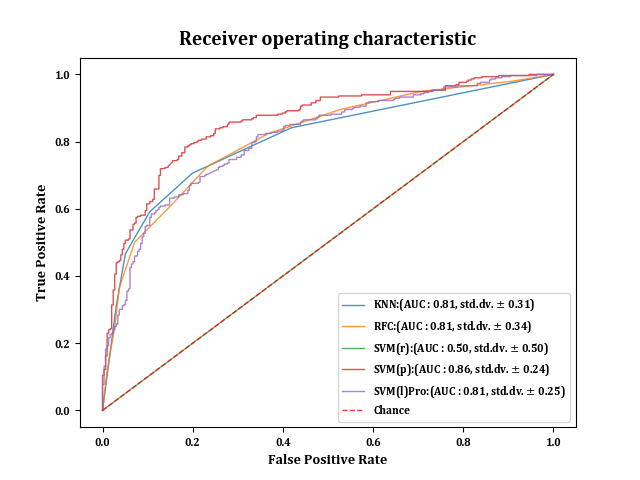 Receiver operating characteristic
True Positive Rate
1.0
0.8
0.6
0.4
0.2
0.0
0.0 0.2 0.4 0.6 0.8 1.0
False Positive Rate
KNN:(AUC : 0.81, std.dv. ± 0.31)
RFC:(AUC : 0.81, std.dv. ± 0.34)
SVM(r):(AUC : 0.50, std.dv. ± 0.50)
SVM(p):(AUC : 0.86, std.dv. ± 0.24)
SVM(l)Pro:(AUC : 0.81, std.dv. ± 0.25)
Chance